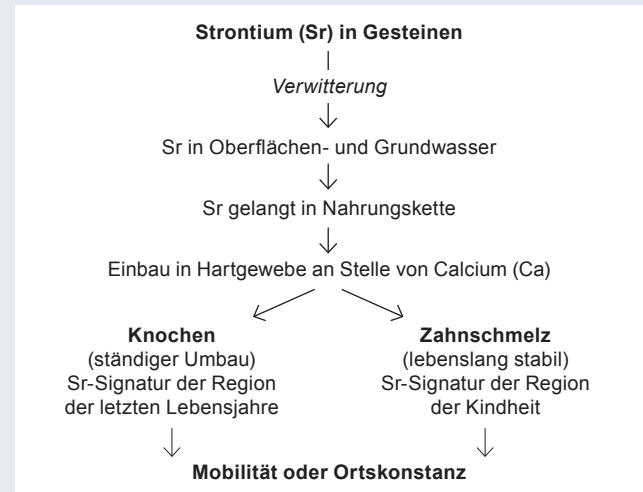 Strontium (Sr) in Gesteinen
Verwitterung
Sr in Oberflächen- und Grundwasser
Sr gelangt in Nahrungskette
Einbau in Hartgewebe an Stelle von Calcium (Ca)
Knochen
(ständiger Umbau)
Sr-Signatur der Region
der letzten Lebensjahre
Zahnschmelz
(lebenslang stabil)
Sr-Signatur der Region
der Kindheit
Mobilität oder Ortskonstanz